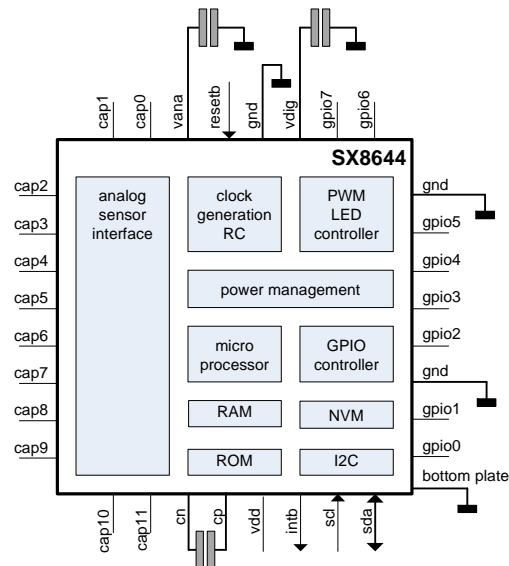 cap1
cap0
vana
resetb
gnd
vdig
gpio7
gpio6
SX8644
cap2
cap3
cap4
cap5
cap6
cap7
cap8
cap9
analog
sensor
interface
clock
generation
RC
PWM
LED
controller
power management
micro
processor
GPIO
controller
RAM
NVM
ROM
I2C
gnd
gpio5
gpio4
gpio3
gpio2
gnd
gpio1
gpio0
bottom plate
cap10
cap11
cn
cp
vdd
intb
scl
sda